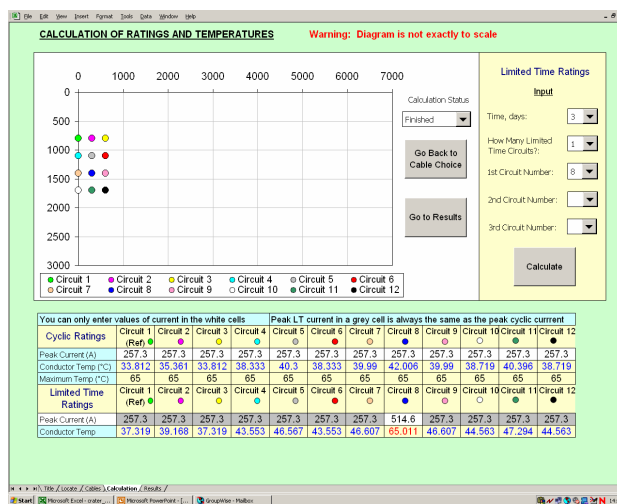 File Edit View Insert Format Tools Data Window Help
CALCULATION OF RATINGS AND TEMPERATURES Warning: Diagram is not exactly to scale
0 1000 2000 3000 4000 5000 6000 7000
0
500
1000
1500
2000
2500
3000
Circuit 1 Circuit 2 Circuit 3 Circuit 4 Circuit 5 Circuit 6
Circuit 7 Circuit 8 Circuit 9 Circuit 10 Circuit 11 Circuit 12
Calculation Status
Finished
Go Back to
Cable Choice
Go to Results
Limited Time Ratings
Input
Time, days: 3
How Many Limited
Time Circuits?: 1
1st Circuit Number: 8
2nd Circuit Number:
3rd Circuit Number:
Calculate
You can only enter values of current in the white cells Peak LT current in a grey cell is always the same as the peak cyclic currrent
Cyclic Ratings Circuit 1 Circuit 2 Circuit 3 Circuit 4 Circuit 5 Circuit 6 Circuit 7 Circuit 8 Circuit 9 Circuit 10 Circuit 11 Circuit 12
(Ref)
Peak Current (A) 257.3 257.3 257.3 257.3 257.3 257.3 257.3 257.3 257.3 257.3 257.3 257.3
Conductor Temp (°C) 33.812 35.361 33.812 38.333 40.3 38.333 39.99 42.006 39.99 38.719 40.396 38.719
Maximum Temp (°C) 65 65 65 65 65 65 65 65 65 65 65 65
Limited Time Circuit 1 Circuit 2 Circuit 3 Circuit 4 Circuit 5 Circuit 6 Circuit 7 Circuit 8 Circuit 9 Circuit 10 Circuit 11 Circuit 12
Ratings (Ref)
Peak Current (A) 257.3 257.3 257.3 257.3 257.3 257.3 257.3 514.6 257.3 257.3 257.3 257.3
Conductor Temp 37.319 39.168 37.319 43.553 46.567 43.553 46.607 65.011 46.607 44.563 47.294 44.563
Title / Locate / Cables / Calculation / Results /
Start Microsoft Excel - crater_... Microsoft PowerPoint - [... GroupWise - Mailbox